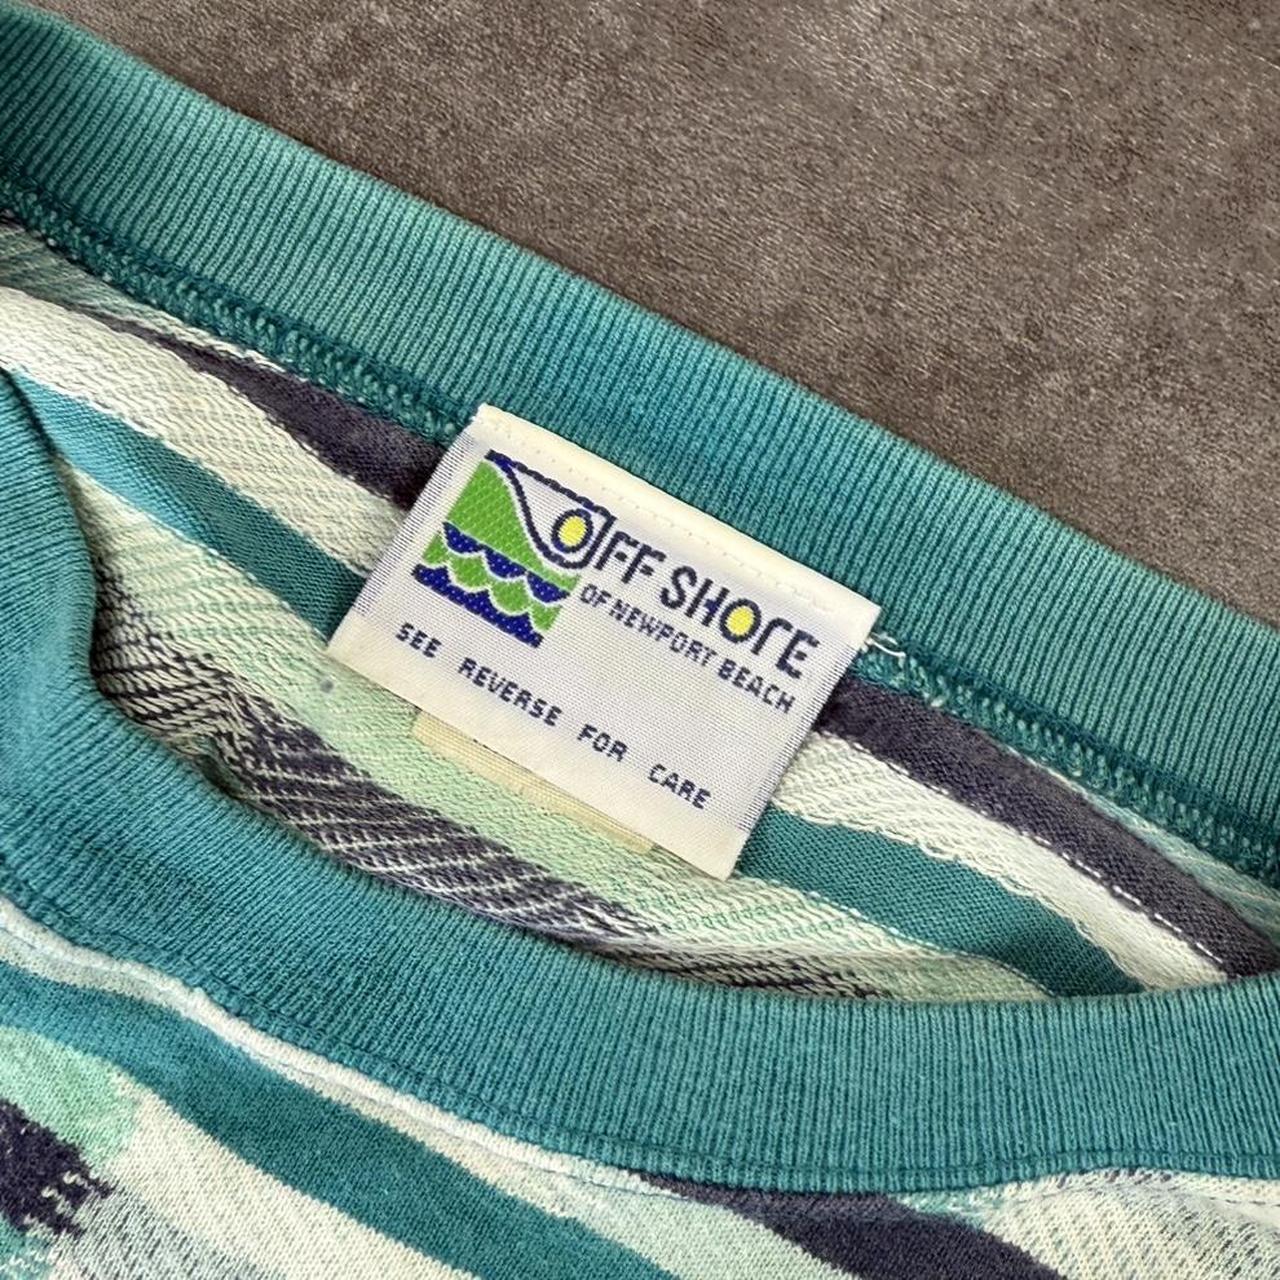 OFF SHOrE
OF NEWPORT BEACH
SEE REVERSE FOR CARE